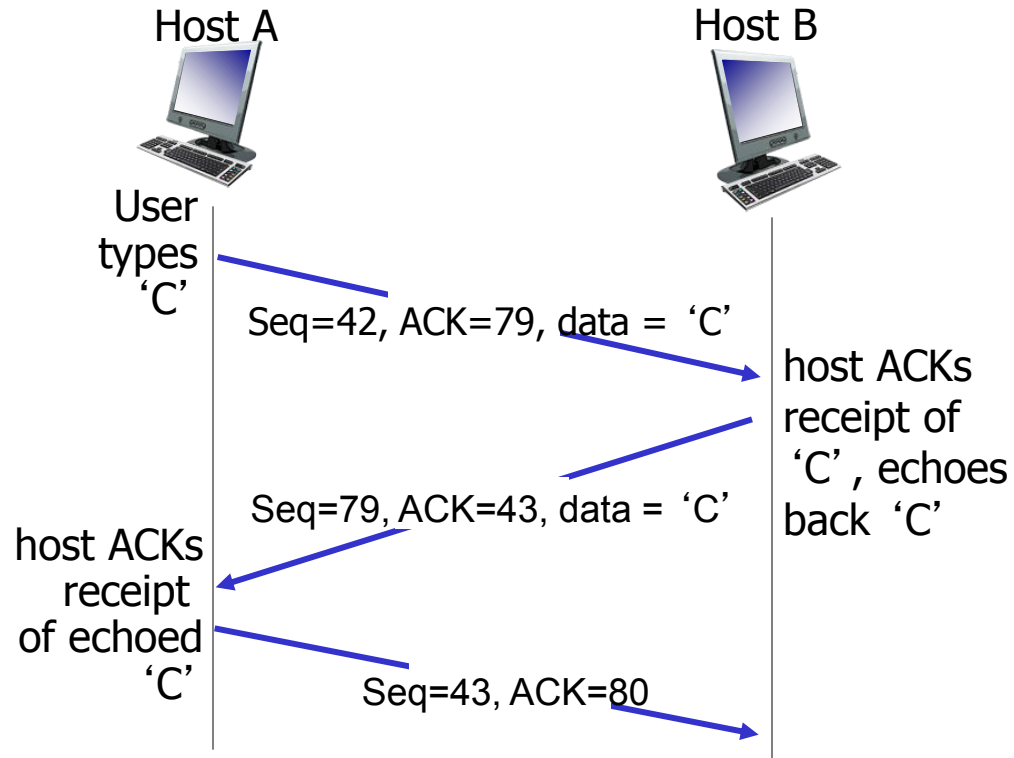 Host A
Host B
User
types
‘C’
Seq=42, ACK=79, data = ‘C’
host ACKs
receipt of
‘C’, echoes
back ‘C’
Seq=79, ACK=43, data = ‘C’
host ACKs
receipt
of echoed
‘C’
Seq=43, ACK=80